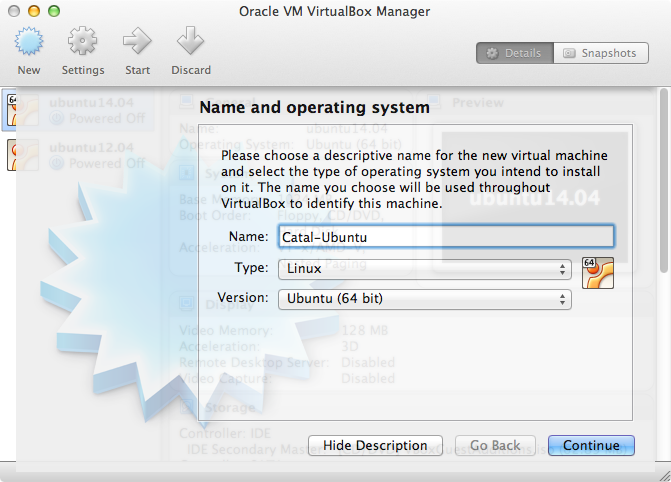 Oracle VM VirtualBox Manager
New
Settings
Start
Discard
Details
Snapshots
64
ubuntu14.04
Powered Off
ubuntu12.04
Powered Off
General
Name: ubuntu14.04
Operating System: Ubuntu (64 bit)
Preview
ubuntu14.04
Name and operating system
Please choose a descriptive name for the new virtual machine
and select the type of operating system you intend to install
on it. The name you choose will be used throughout
VirtualBox to identify this machine.
Base Memory:
Boot Order: Floppy, CD/DVD,
Acceleration:
Paging
Name: Catal-Ubuntu
Type: Linux
64
Version: Ubuntu (64 bit)
Display
Video Memory: 128 MB
Acceleration: 3D
Remote Desktop Server: Disabled
Video Capture: Disabled
Storage
Controller: IDE
IDE Secondary Master:
Hide Description
Go Back
Continue